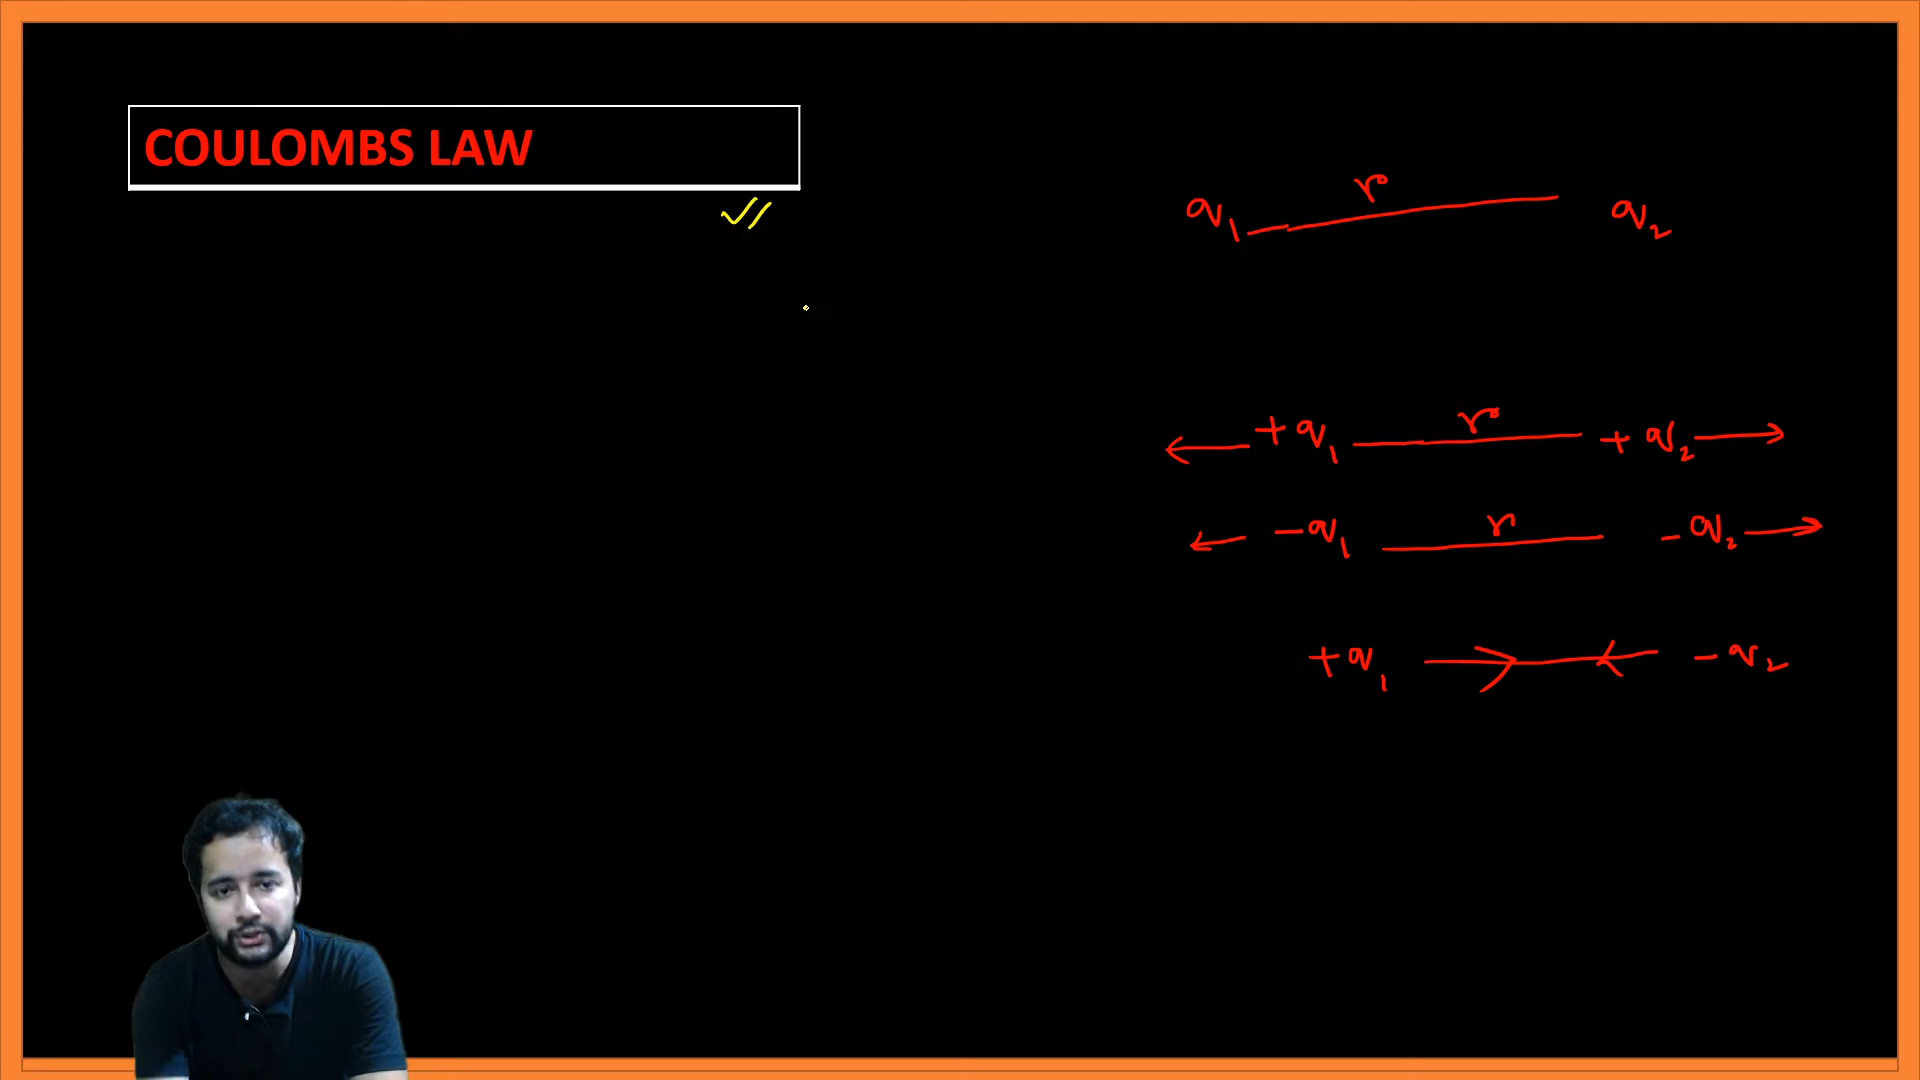 COULOMBS LAW
r
q1 q2
r
+q1 +q2
r
-q1 -q2
+q1 -q2